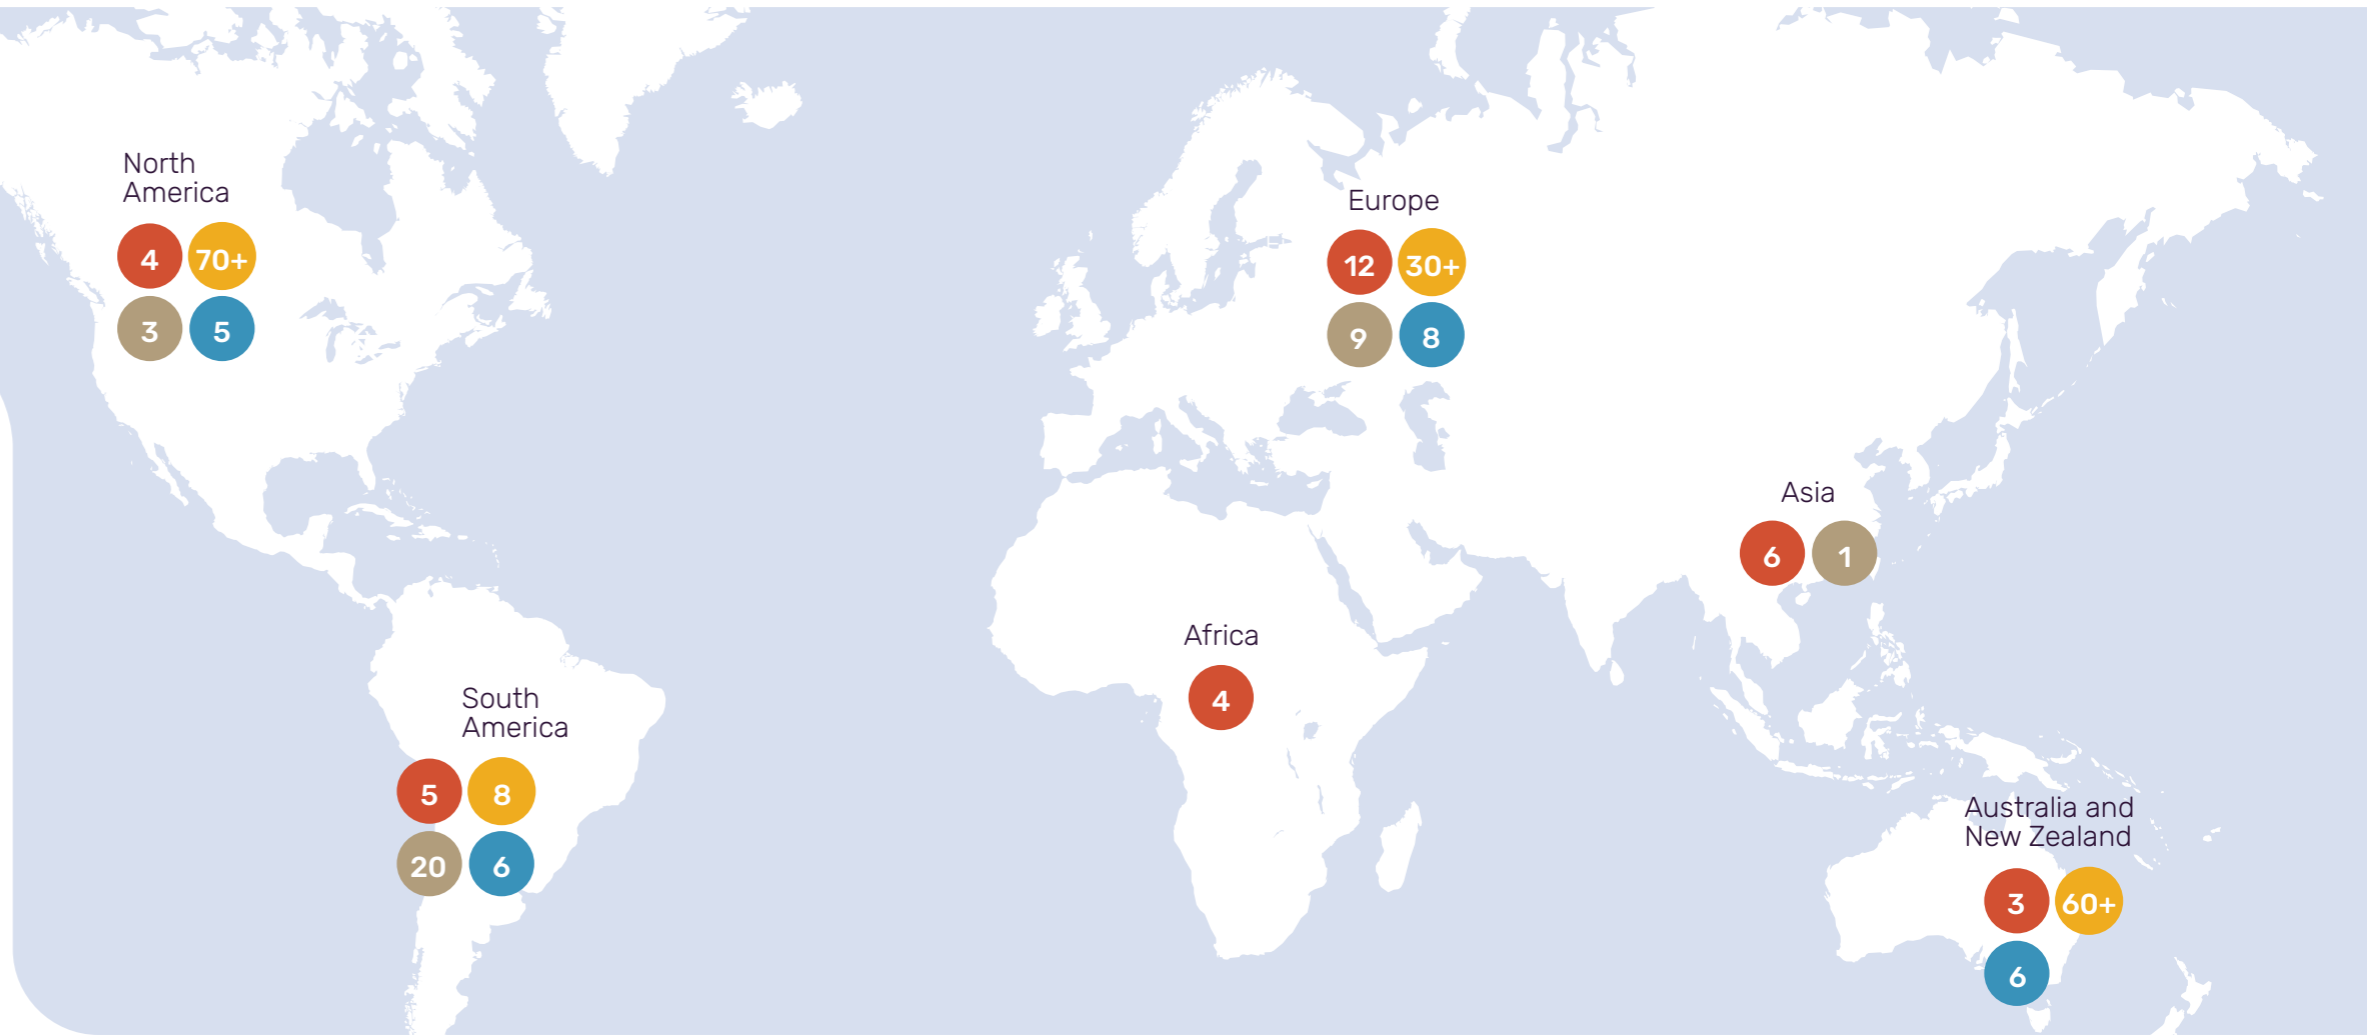 North
America
4 70+
3 5
Europe
12 30+
9 8
Asia
6 1
Africa
4
South
America
5 8
20 6
Australia and
New Zealand
3 60+
6